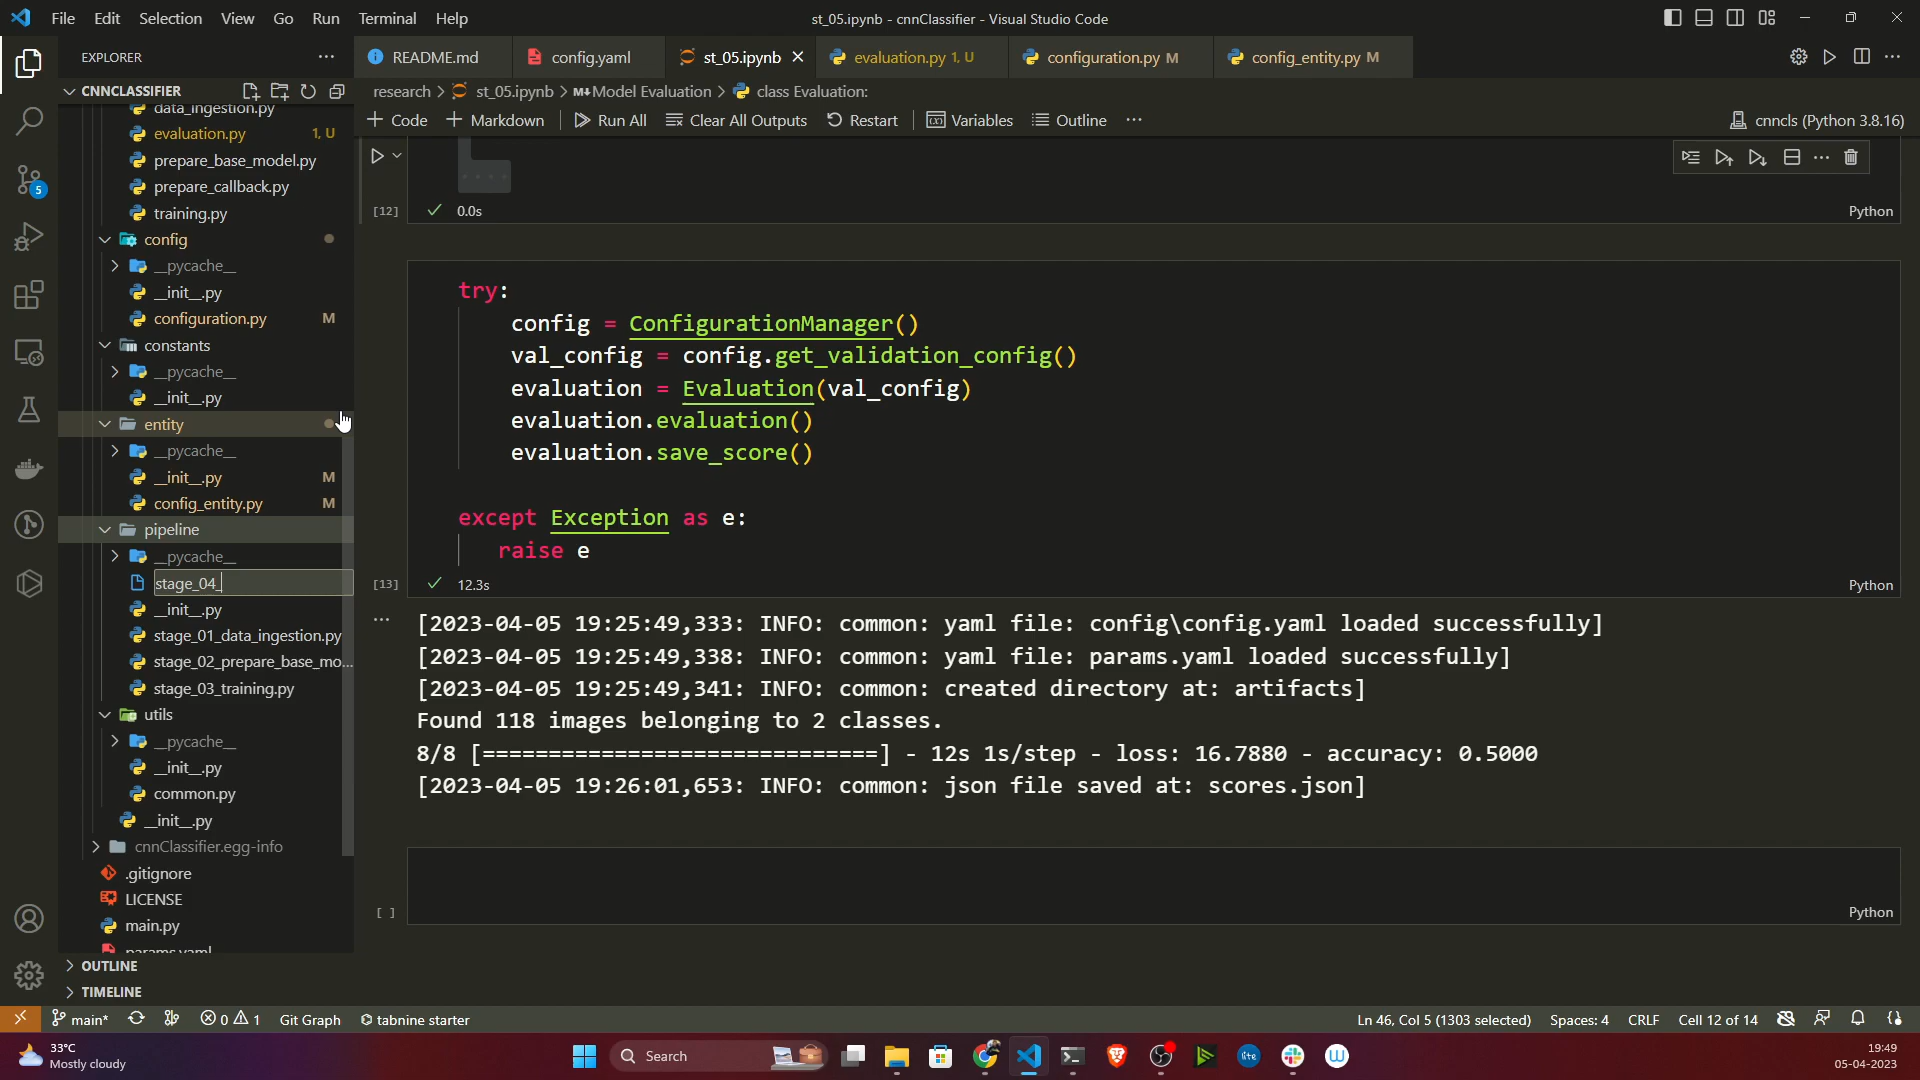 File Edit Selection View Go Run Terminal Help
st_05.ipynb - cnnClassifier - Visual Studio Code
EXPLORER
README.md
config.yaml
st_05.ipynb
evaluation.py 1, U
configuration.py M
config_entity.py M
CNNCLASSIFIER
research > st_05.ipynb > M↓Model Evaluation > class Evaluation:
+ Code + Markdown Run All Clear All Outputs Restart Variables Outline ...
cnncls (Python 3.8.16)
data_ingestion.py
evaluation.py 1, U
prepare_base_model.py
prepare_callback.py
training.py
config
__pycache__
__init__.py
configuration.py M
constants
__pycache__
__init__.py
entity
__pycache__
__init__.py M
config_entity.py M
pipeline
__pycache__
stage_04_
__init__.py
stage_01_data_ingestion.py
stage_02_prepare_base_mo...
stage_03_training.py
utils
__pycache__
__init__.py
common.py
__init__.py
cnnClassifier.egg-info
.gitignore
LICENSE
main.py
params.yaml
OUTLINE
TIMELINE
5
[12] 0.0s Python
try:
config = ConfigurationManager()
val_config = config.get_validation_config()
evaluation = Evaluation(val_config)
evaluation.evaluation()
evaluation.save_score()
except Exception as e:
raise e
[13] 12.3s Python
[2023-04-05 19:25:49,333: INFO: common: yaml file: config\config.yaml loaded successfully]
[2023-04-05 19:25:49,338: INFO: common: yaml file: params.yaml loaded successfully]
[2023-04-05 19:25:49,341: INFO: common: created directory at: artifacts]
Found 118 images belonging to 2 classes.
8/8 [==============================] - 12s 1s/step - loss: 16.7880 - accuracy: 0.5000
[2023-04-05 19:26:01,653: INFO: common: json file saved at: scores.json]
[ ] Python
main* 0 1 Git Graph tabnine starter
Ln 46, Col 5 (1303 selected) Spaces: 4 CRLF Cell 12 of 14
33°C
Mostly cloudy
Search
lite
19:49
05-04-2023